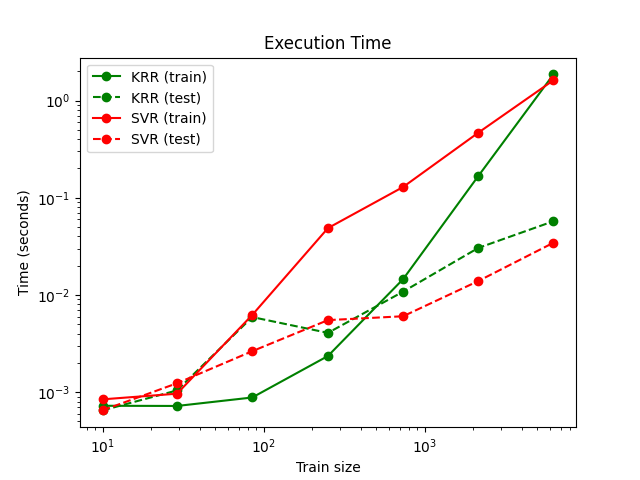 Execution Time
KRR (train)
KRR (test)
SVR (train)
SVR (test)
10⁰
10⁻¹
10⁻²
10⁻³
Time (seconds)
10¹
10²
10³
Train size